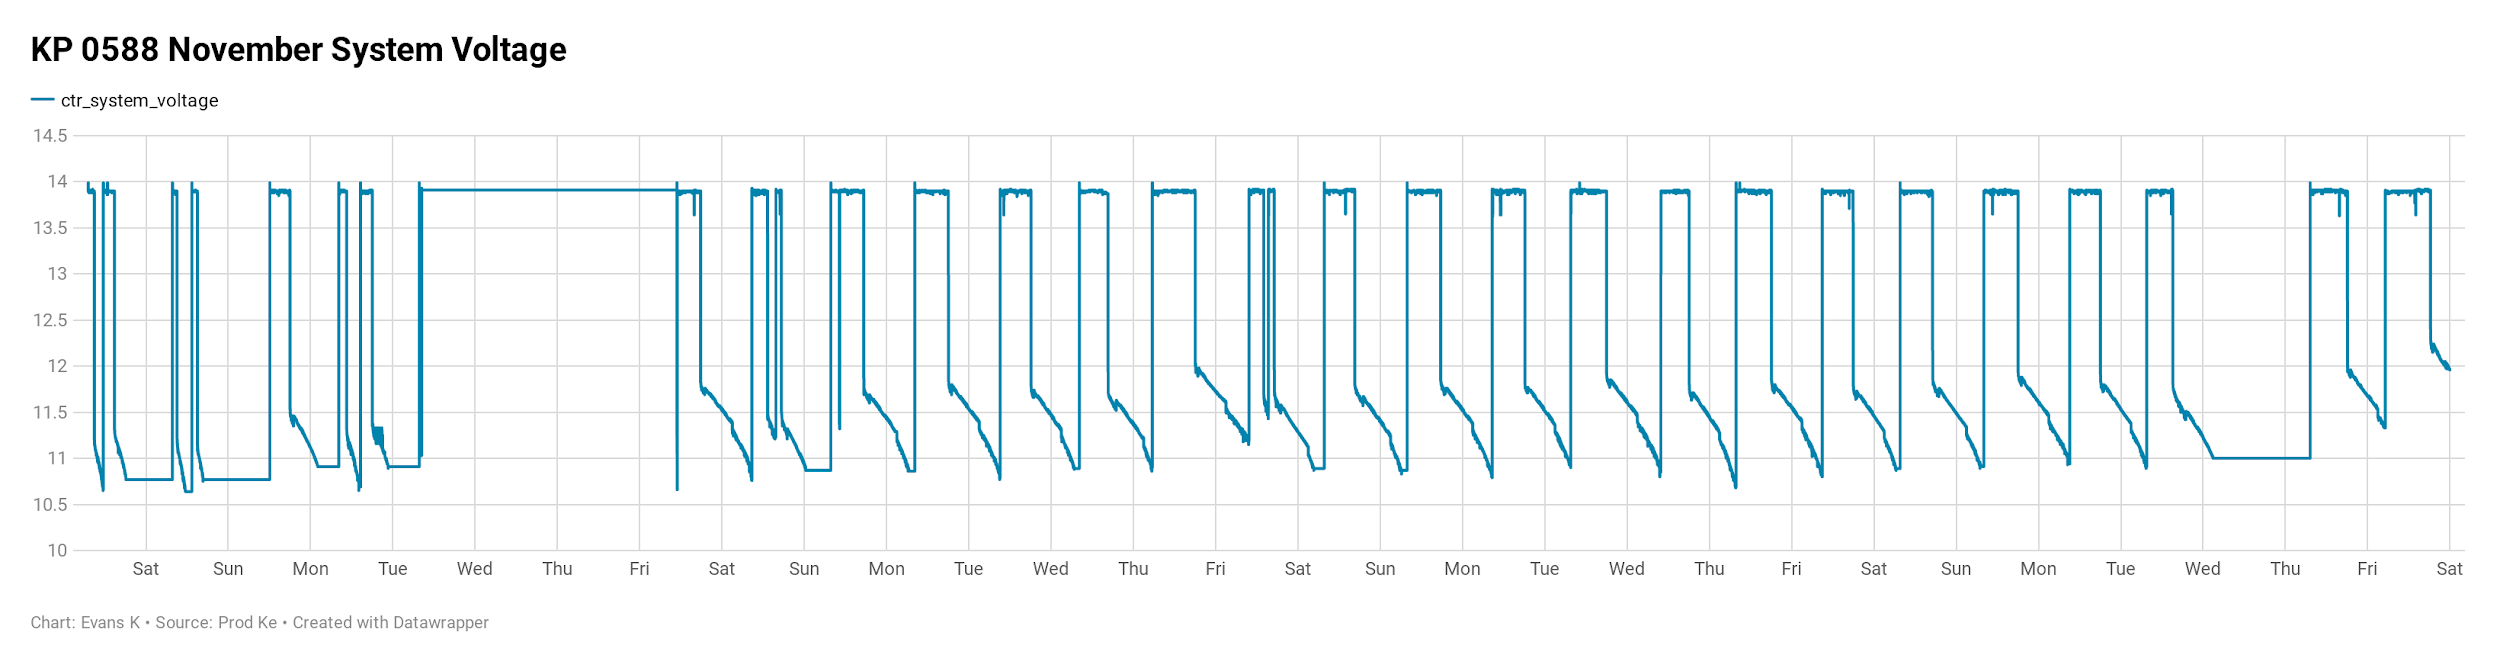 KP 0588 November System Voltage
ctr_system_voltage
14.5
14
13.5
13
12.5
12
11.5
11
10.5
10
Sat Sun Mon Tue Wed Thu Fri Sat Sun Mon Tue Wed Thu Fri Sat Sun Mon Tue Wed Thu Fri Sat Sun Mon Tue Wed Thu Fri Sat
Chart: Evans K • Source: Prod Ke • Created with Datawrapper